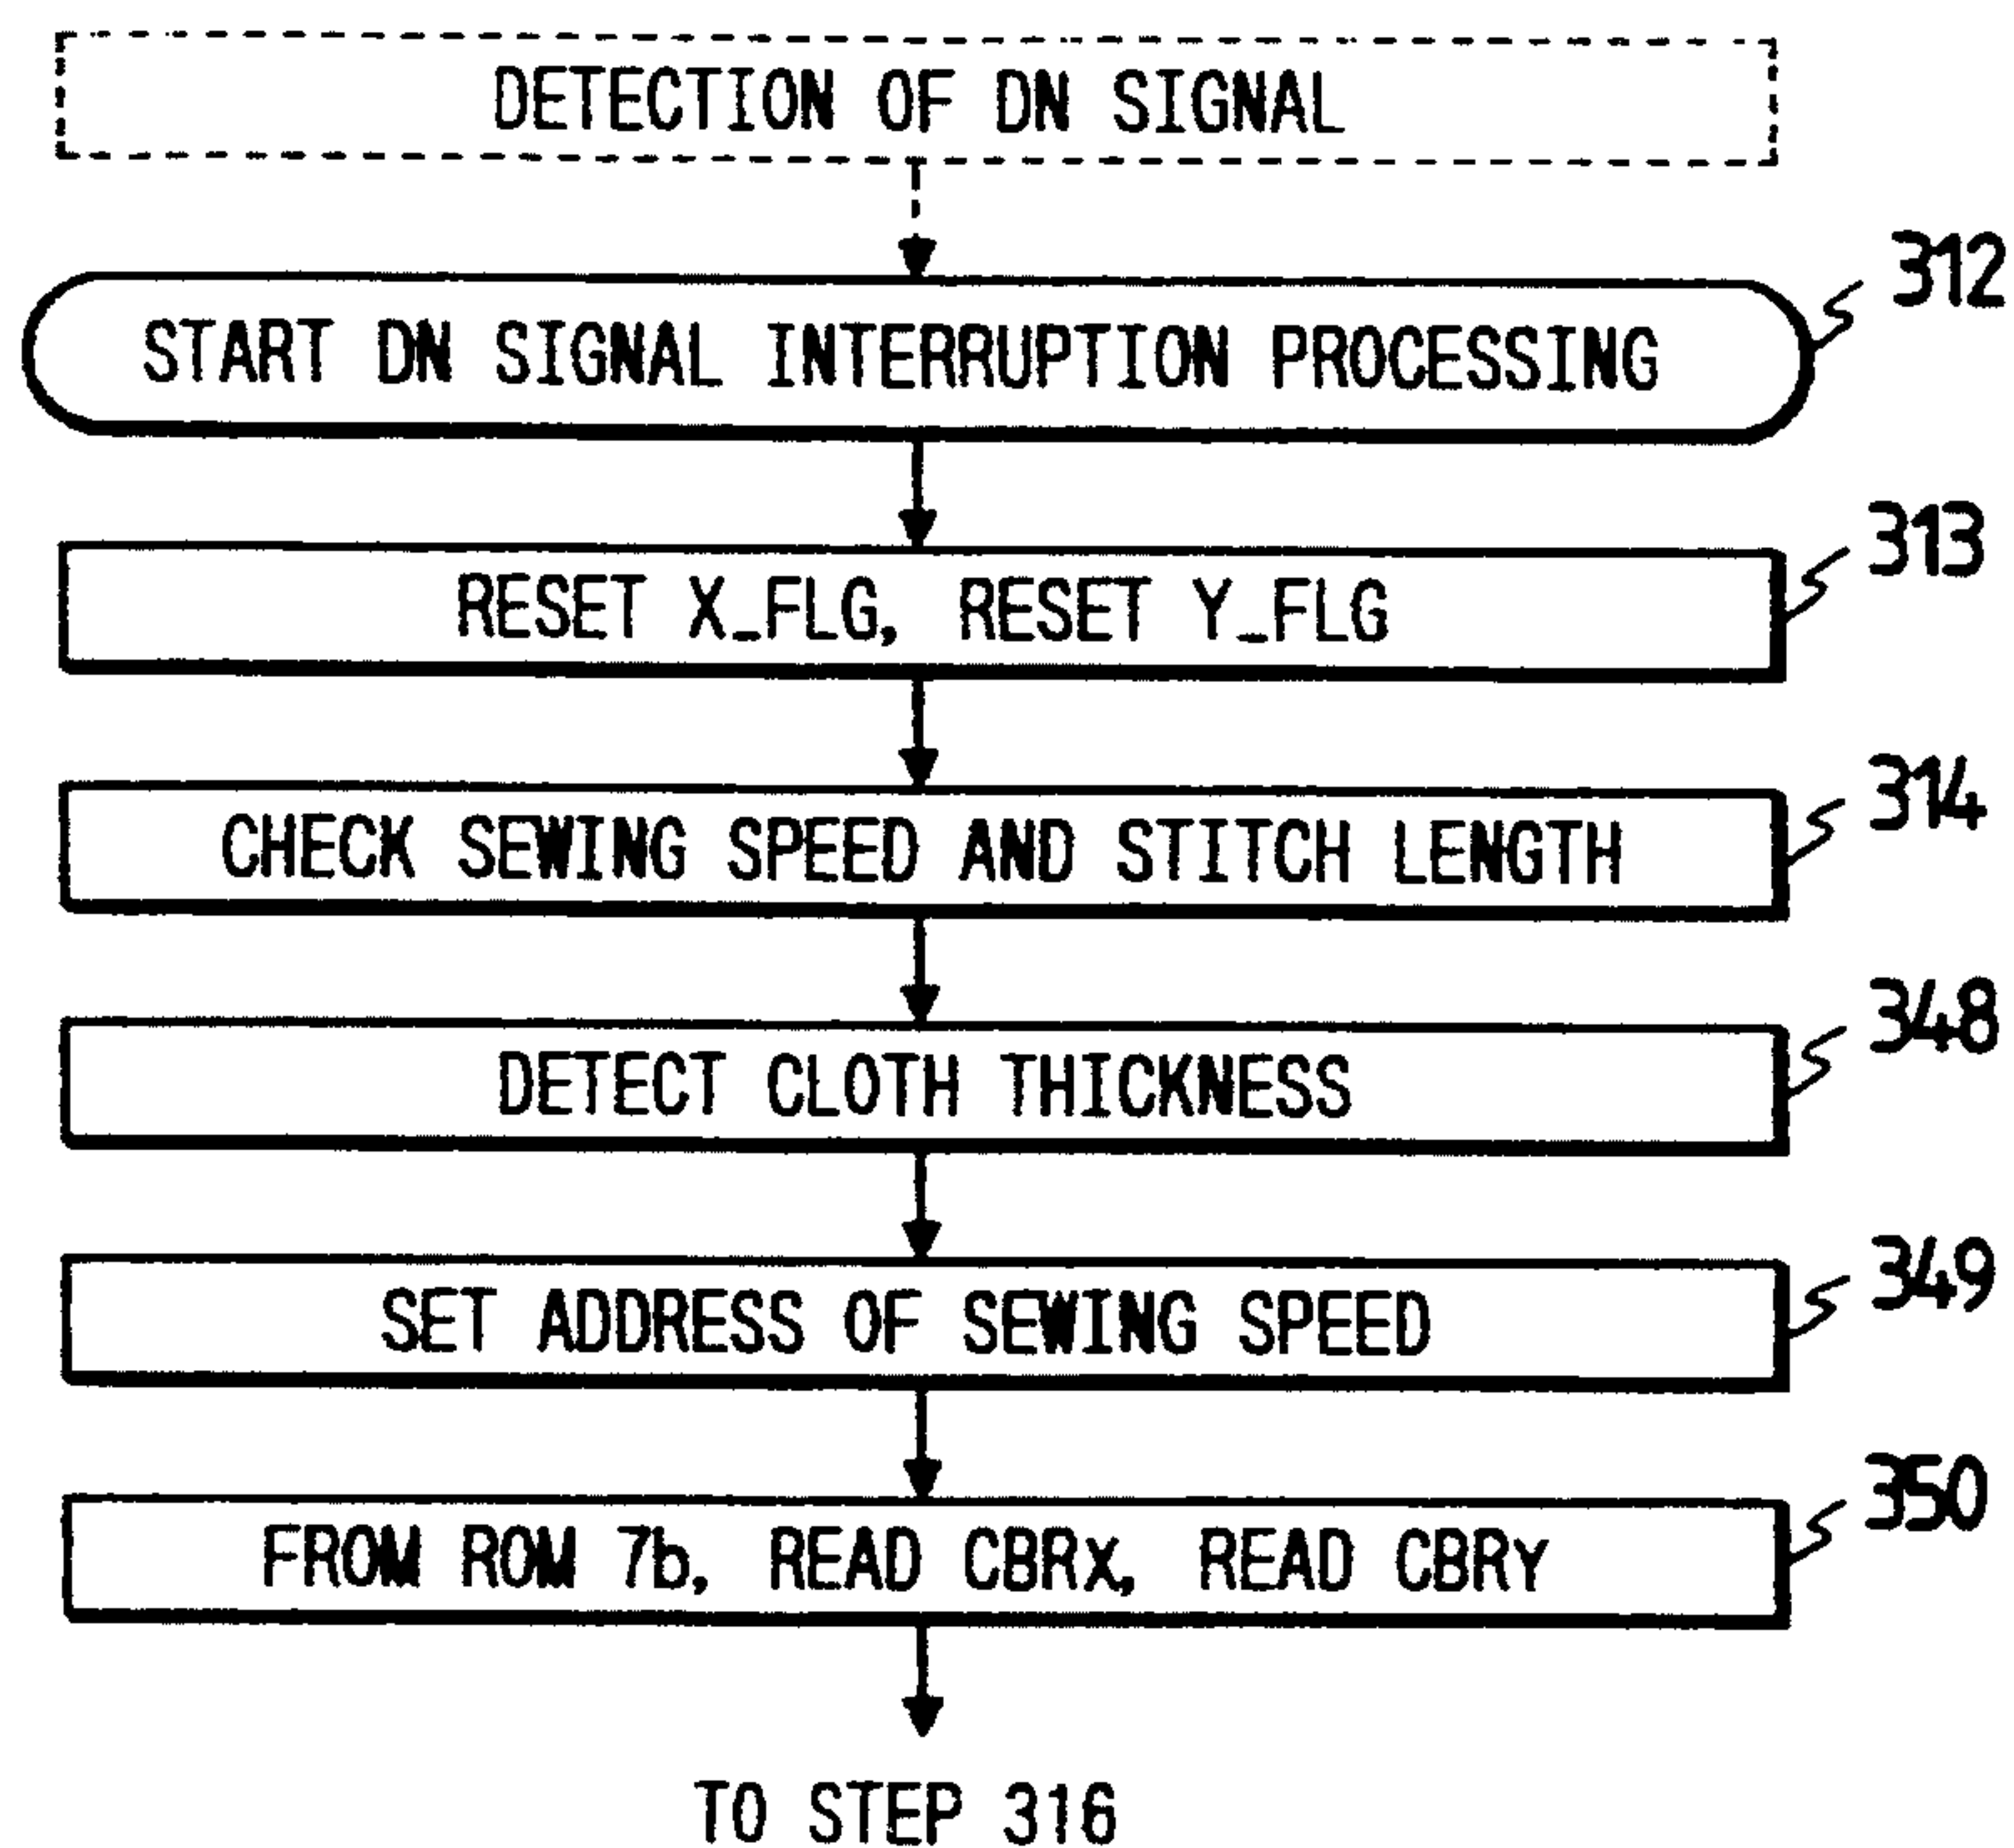 DETECTION OF DN SIGNAL
312
START DN SIGNAL INTERRUPTION PROCESSING
313
RESET X_FLG, RESET Y_FLG
314
CHECK SEWING SPEED AND STITCH LENGTH
348
DETECT CLOTH THICKNESS
349
SET ADDRESS OF SEWING SPEED
350
FROM ROM 7b, READ CBRX, READ CBRY
TO STEP 316